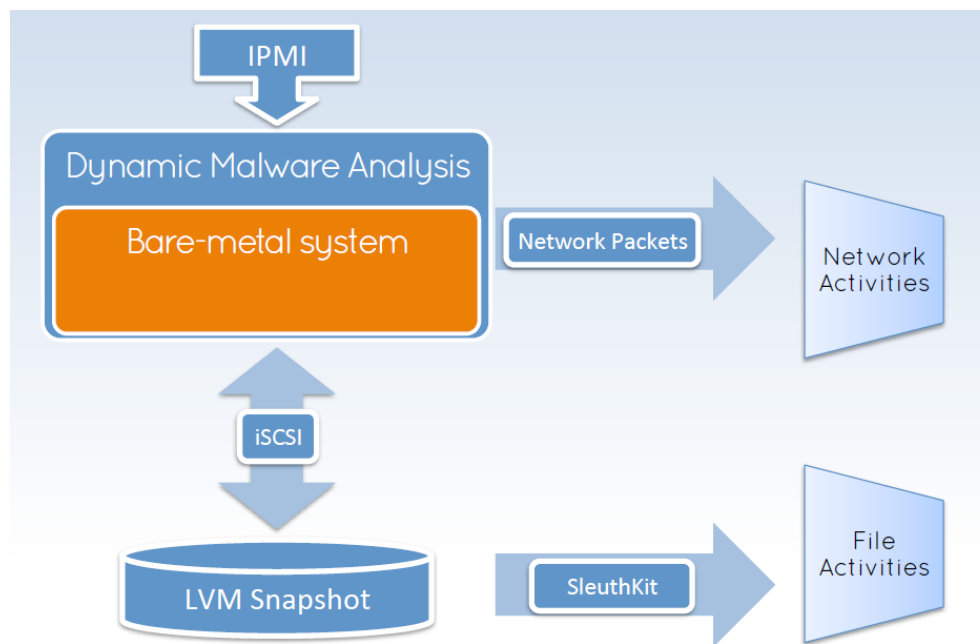 IPMI
Dynamic Malware Analysis
Bare-metal system
Network Packets
Network
Activities
iSCSI
LVM Snapshot
SleuthKit
File
Activities